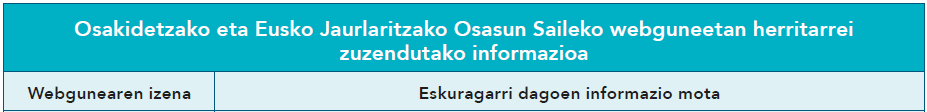 Osakidetzako eta Eusko Jaurlaritzako Osasun Saileko webguneetan herritarrei
zuzendutako informazioa
Webgunearen izena
Eskuragarri dagoen informazio mota